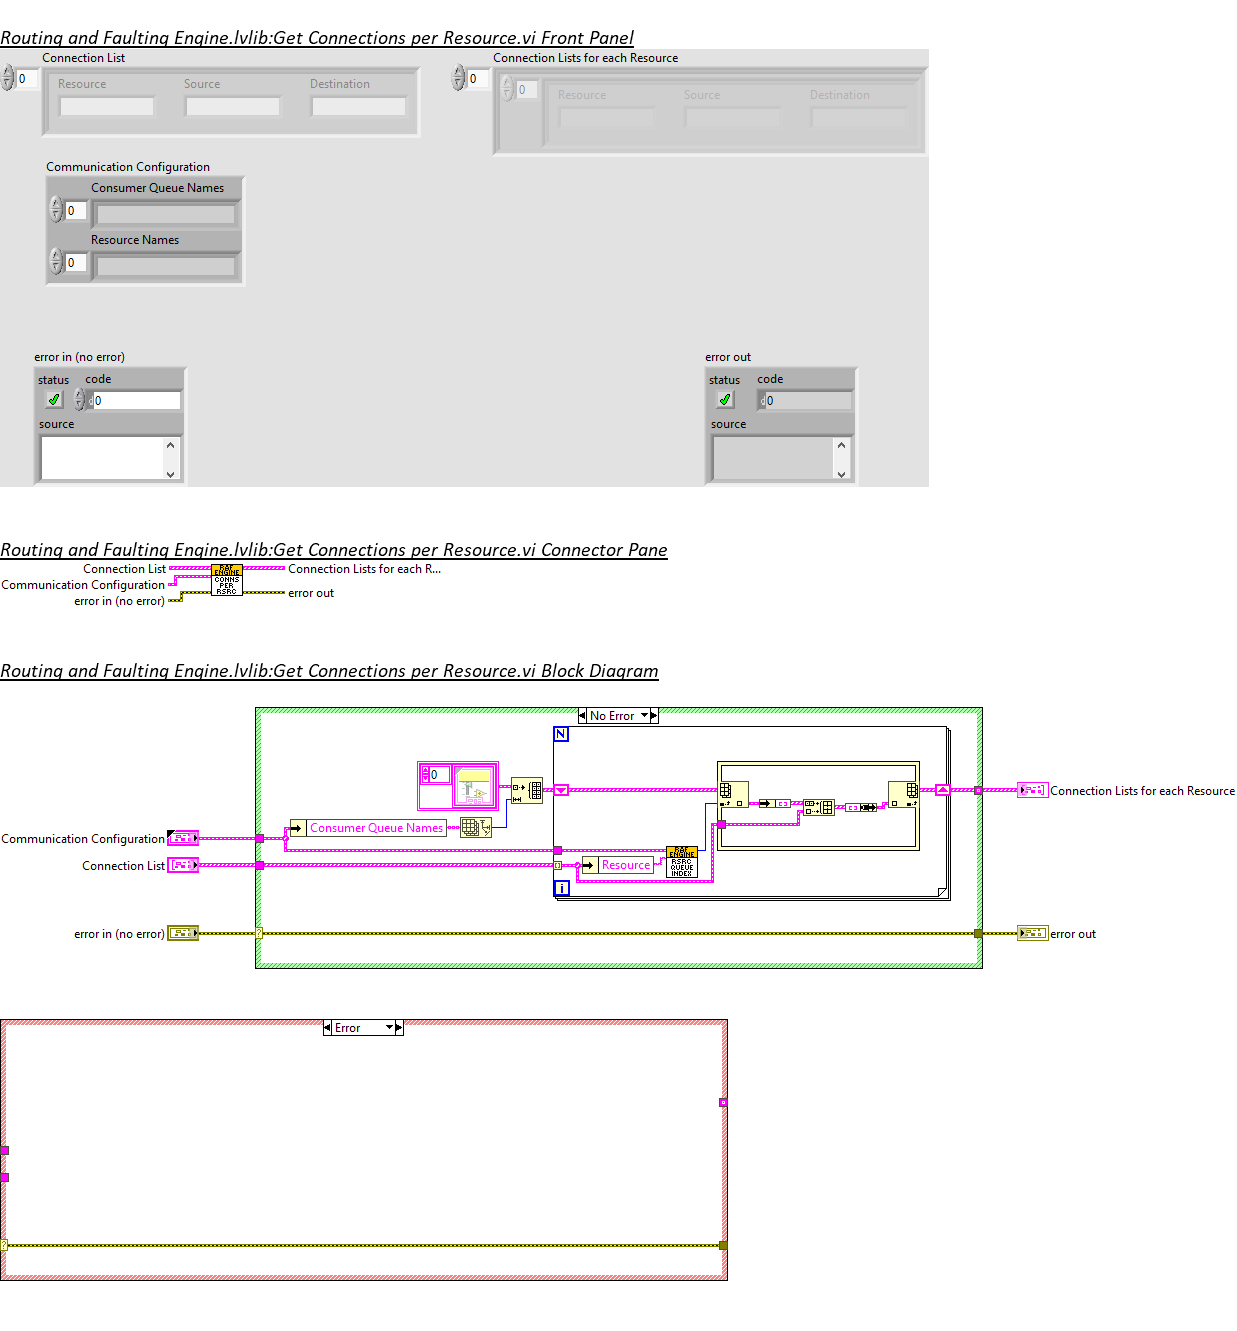 Routing and Faulting Engine.lvlib:Get Connections per Resource.vi Front Panel
Connection List
Connection Lists for each Resource
0
Resource
Source
Destination
0
0
Resource
Source
Destination
Communication Configuration
Consumer Queue Names
0
Resource Names
0
error in (no error)
error out
status
code
status
code
d0
d0
source
source
Routing and Faulting Engine.lvlib:Get Connections per Resource.vi Connector Pane
Connection List
RAF
ENGINE
CONNS
PER
RSRC
Connection Lists for each R...
Communication Configuration
error in (no error)
error out
Routing and Faulting Engine.lvlib:Get Connections per Resource.vi Block Diagram
No Error
N
0
Connection Lists for each Resource
Consumer Queue Names
Communication Configuration
Connection List
Resource
RAF
ENGINE
RSRC
QUEUE
INDEX
i
error in (no error)
?
error out
Error
?